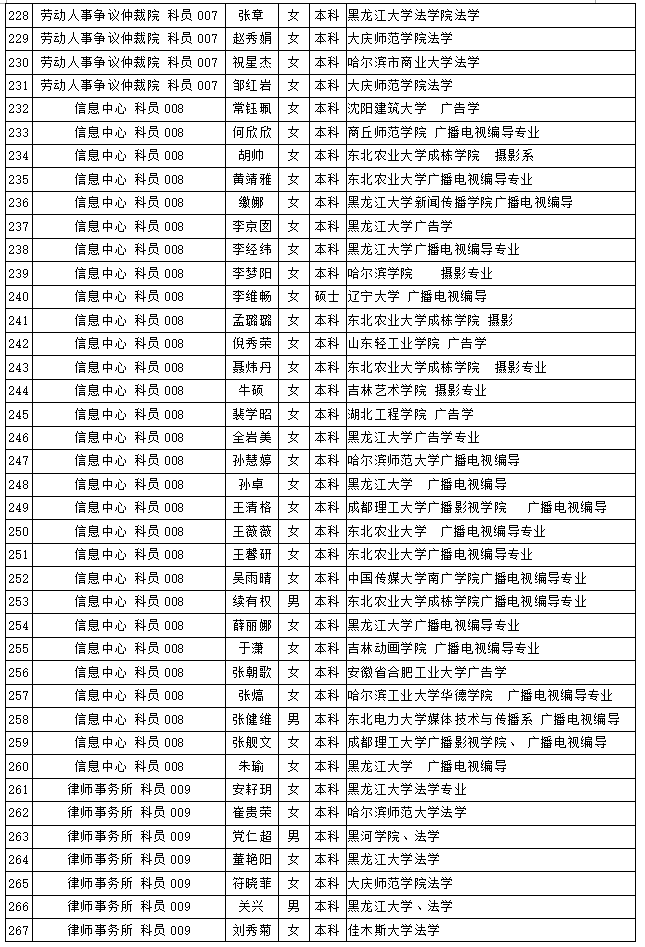 228 劳动人事争议仲裁院 科员 007 张章 女 本科 黑龙江大学法学院法学
229 劳动人事争议仲裁院 科员 007 赵秀娟 女 本科 大庆师范学院法学
230 劳动人事争议仲裁院 科员 007 祝星杰 女 本科 哈尔滨市商业大学法学
231 劳动人事争议仲裁院 科员 007 邹红岩 女 本科 大庆师范学院法学
232 信息中心 科员 008 常钰珮 女 本科 沈阳建筑大学 广告学
233 信息中心 科员 008 何欣欣 女 本科 商丘师范学院 广播电视编导专业
234 信息中心 科员 008 胡帅 女 本科 东北农业大学成栋学院 摄影系
235 信息中心 科员 008 黄靖雅 女 本科 东北农业大学广播电视编导专业
236 信息中心 科员 008 缴娜 女 本科 黑龙江大学新闻传播学院广播电视编导
237 信息中心 科员 008 李京囡 女 本科 黑龙江大学广告学
238 信息中心 科员 008 李经纬 女 本科 黑龙江大学广播电视编导专业
239 信息中心 科员 008 李梦阳 女 本科 哈尔滨学院 摄影专业
240 信息中心 科员 008 李维畅 女 硕士 辽宁大学 广播电视编导
241 信息中心 科员 008 孟璐璐 女 本科 东北农业大学成栋学院 摄影
242 信息中心 科员 008 倪秀荣 女 本科 山东轻工业学院 广告学
243 信息中心 科员 008 聂炜丹 女 本科 东北农业大学成栋学院 摄影专业
244 信息中心 科员 008 牛硕 女 本科 吉林艺术学院 摄影专业
245 信息中心 科员 008 裴学昭 女 本科 湖北工程学院 广告学
246 信息中心 科员 008 全岩美 女 本科 黑龙江大学广告学专业
247 信息中心 科员 008 孙慧婷 女 本科 哈尔滨师范大学广播电视编导
248 信息中心 科员 008 孙卓 女 本科 黑龙江大学 广播电视编导
249 信息中心 科员 008 王清格 女 本科 成都理工大学广播影视学院 广播电视编导
250 信息中心 科员 008 王薇薇 女 本科 东北农业大学 广播电视编导专业
251 信息中心 科员 008 王馨研 女 本科 东北农业大学广播电视编导专业
252 信息中心 科员 008 吴雨晴 女 本科 中国传媒大学南广学院广播电视编导专业
253 信息中心 科员 008 续有权 男 本科 东北农业大学成栋学院广播电视编导专业
254 信息中心 科员 008 薛丽娜 女 本科 黑龙江大学广播电视编导专业
255 信息中心 科员 008 于潇 女 本科 吉林动画学院 广播电视编导专业
256 信息中心 科员 008 张朝歌 女 本科 安徽省合肥工业大学广告学
257 信息中心 科员 008 张熻 女 本科 哈尔滨工业大学华德学院 广播电视编导专业
258 信息中心 科员 008 张健维 男 本科 东北电力大学媒体技术与传播系 广播电视编导
259 信息中心 科员 008 张舰文 女 本科 成都理工大学广播影视学院、 广播电视编导
260 信息中心 科员 008 朱瑜 女 本科 黑龙江大学 广播电视编导
261 律师事务所 科员 009 安籽玥 女 本科 黑龙江大学法学专业
262 律师事务所 科员 009 崔贵荣 女 本科 哈尔滨师范大学法学
263 律师事务所 科员 009 党仁超 男 本科 黑河学院、法学
264 律师事务所 科员 009 董艳阳 女 本科 黑龙江大学法学
265 律师事务所 科员 009 符晓菲 女 本科 大庆师范学院法学
266 律师事务所 科员 009 关兴 男 本科 黑龙江大学、法学
267 律师事务所 科员 009 刘秀菊 女 本科 佳木斯大学法学